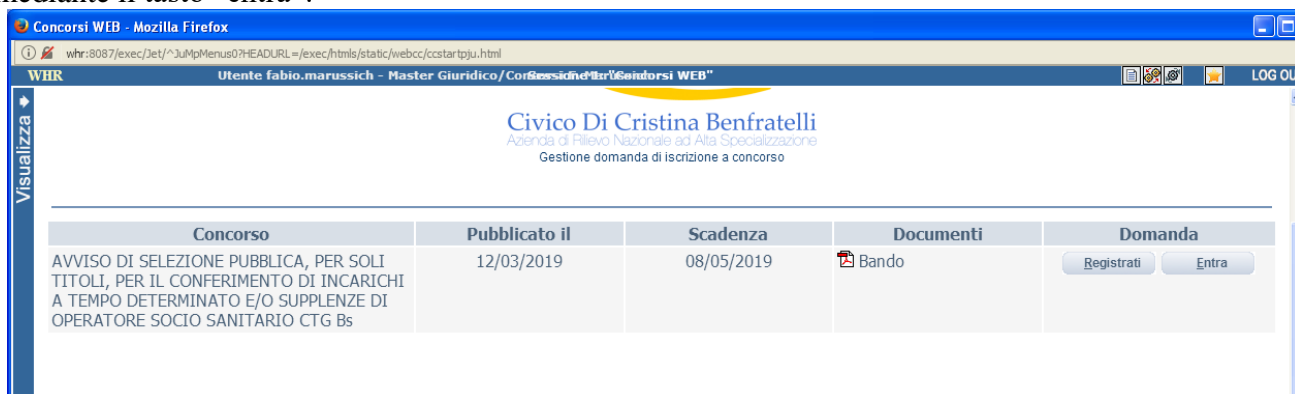 mediante il tasto "entra".
Concorsi WEB - Mozilla Firefox
whr:8087/exec/Jet/^JuMpMenus0?HEADURL=/exec/htmls/static/webcc/ccstartpju.html
WHR Utente fabio.marussich - Master Giuridico/ WEB" LOG OU
Visualizza
Civico Di Cristina Benfratelli
Azienda di Rilievo Nazionale ad Alta Specializzazione
Gestione domanda di iscrizione a concorso
Concorso Pubblicato il Scadenza Documenti Domanda
AVVISO DI SELEZIONE PUBBLICA, PER SOLI 12/03/2019 08/05/2019 Bando Registrati Entra
TITOLI, PER IL CONFERIMENTO DI INCARICHI
A TEMPO DETERMINATO E/O SUPPLENZE DI
OPERATORE SOCIO SANITARIO CTG Bs